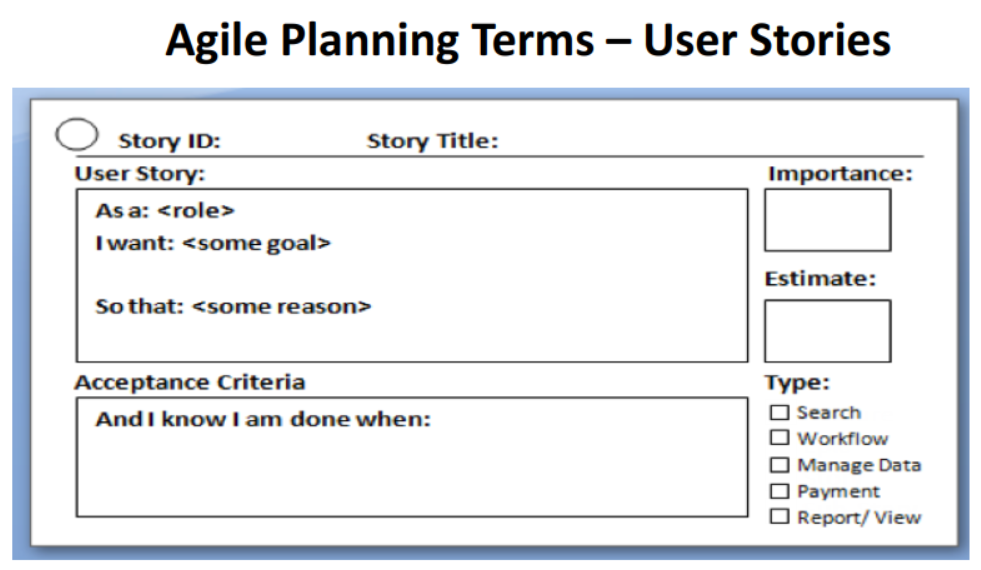 Agile Planning Terms – User Stories
Story ID: Story Title:
User Story:
As a: <role>
I want: <some goal>
So that: <some reason>
Importance:
Estimate:
Acceptance Criteria
And I know I am done when:
Type:
Search
Workflow
Manage Data
Payment
Report/ View